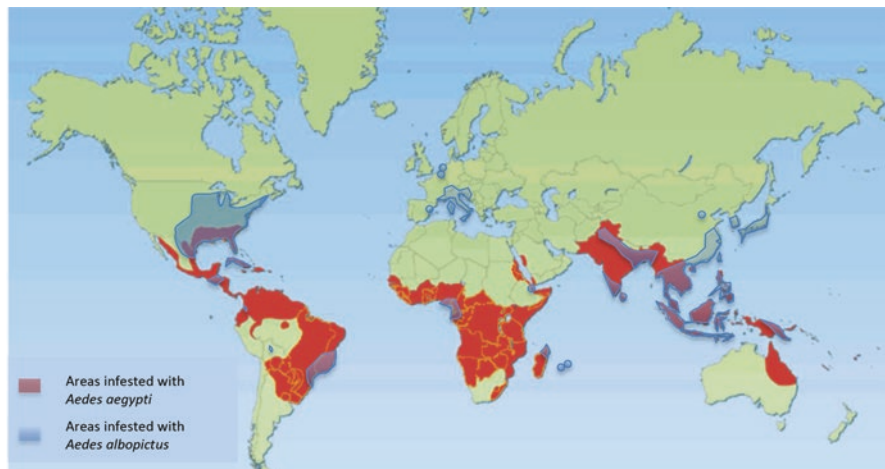 Areas infested with
Aedes aegypti
Areas infested with
Aedes albopictus